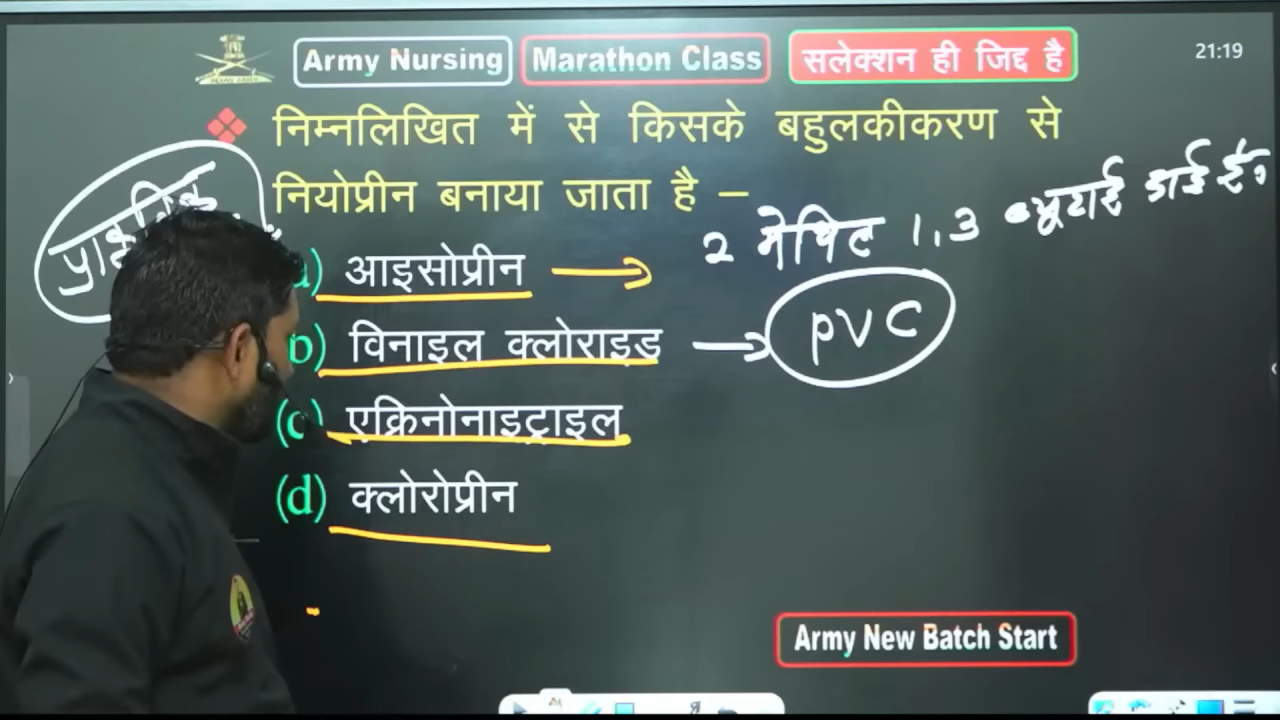 Army Nursing Marathon Class सलेक्शन ही जिद्द है 21:19
निम्नलिखित में से किसके बहुलकीकरण से
नियोप्रीन बनाया जाता है –
2 मेथिल 1,3 ब्यूटाई डाई ईन
a) आइसोप्रीन
b) विनाइल क्लोराइड → PVC
(c) एक्रिनोनाइट्राइल
(d) क्लोरोप्रीन
Army New Batch Start